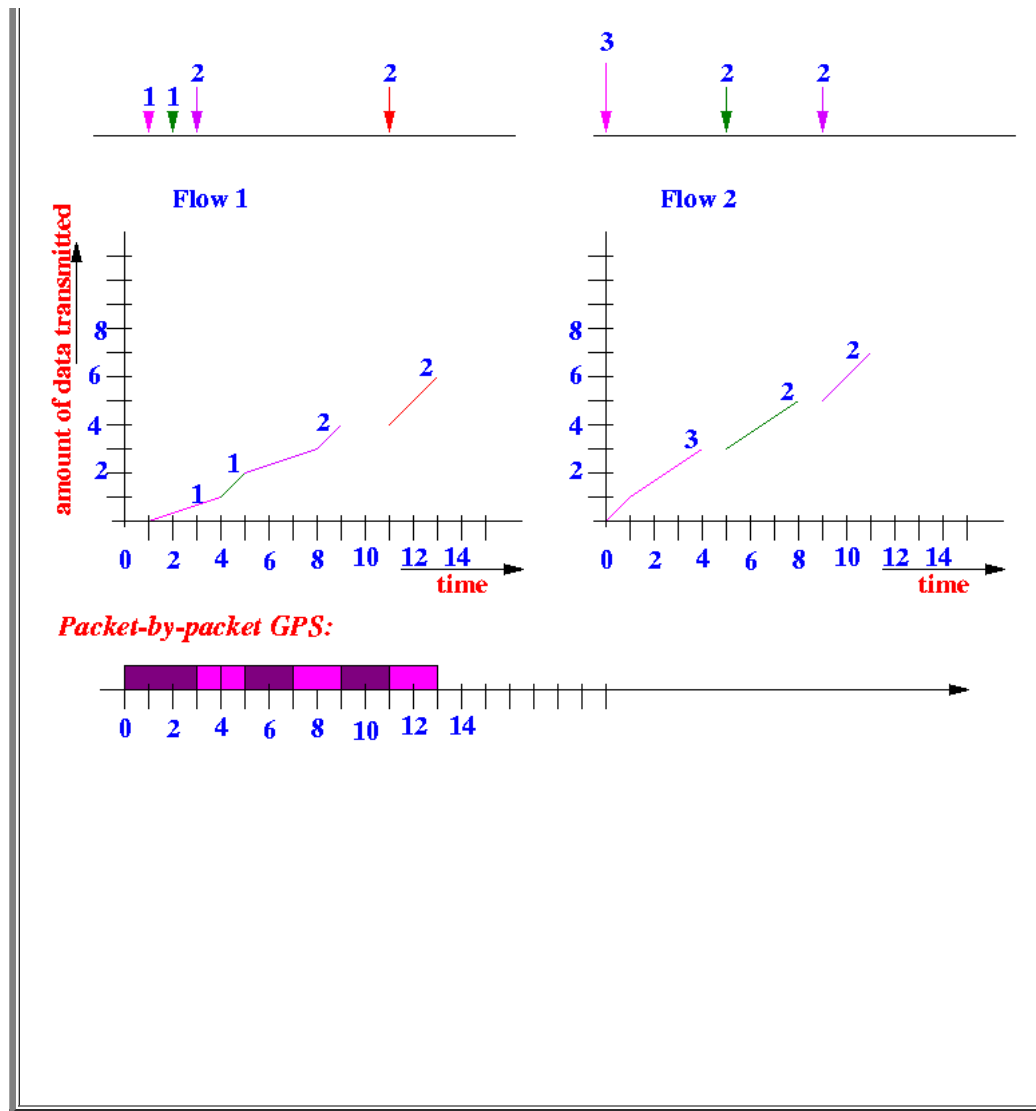 3
2 2 2 2
1 1
Flow 1 Flow 2
amount of data transmitted
8 8
2 2
6 2 6
2
4 2 4
3
1
2 2
1
0 2 4 6 8 10 12 14 0 2 4 6 8 10 12 14
time time
Packet-by-packet GPS:
0 2 4 6 8 10 12 14